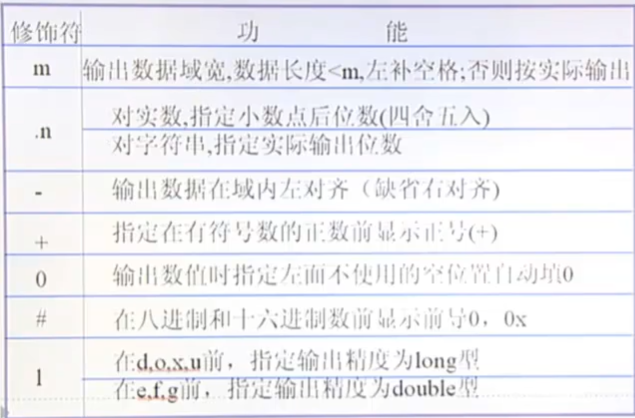 修饰符 功 能
m 输出数据域宽,数据长度<m,左补空格;否则按实际输出
.n 对实数,指定小数点后位数(四舍五入)
对字符串,指定实际输出位数
- 输出数据在域内左对齐（缺省右对齐)
+ 指定在有符号数的正数前显示正号(+)
0 输出数值时指定左面不使用的空位置自动填0
# 在八进制和十六进制数前显示前导0，0x
l 在d,o,x,u前，指定输出精度为long型
在e,f,g前，指定输出精度为double型